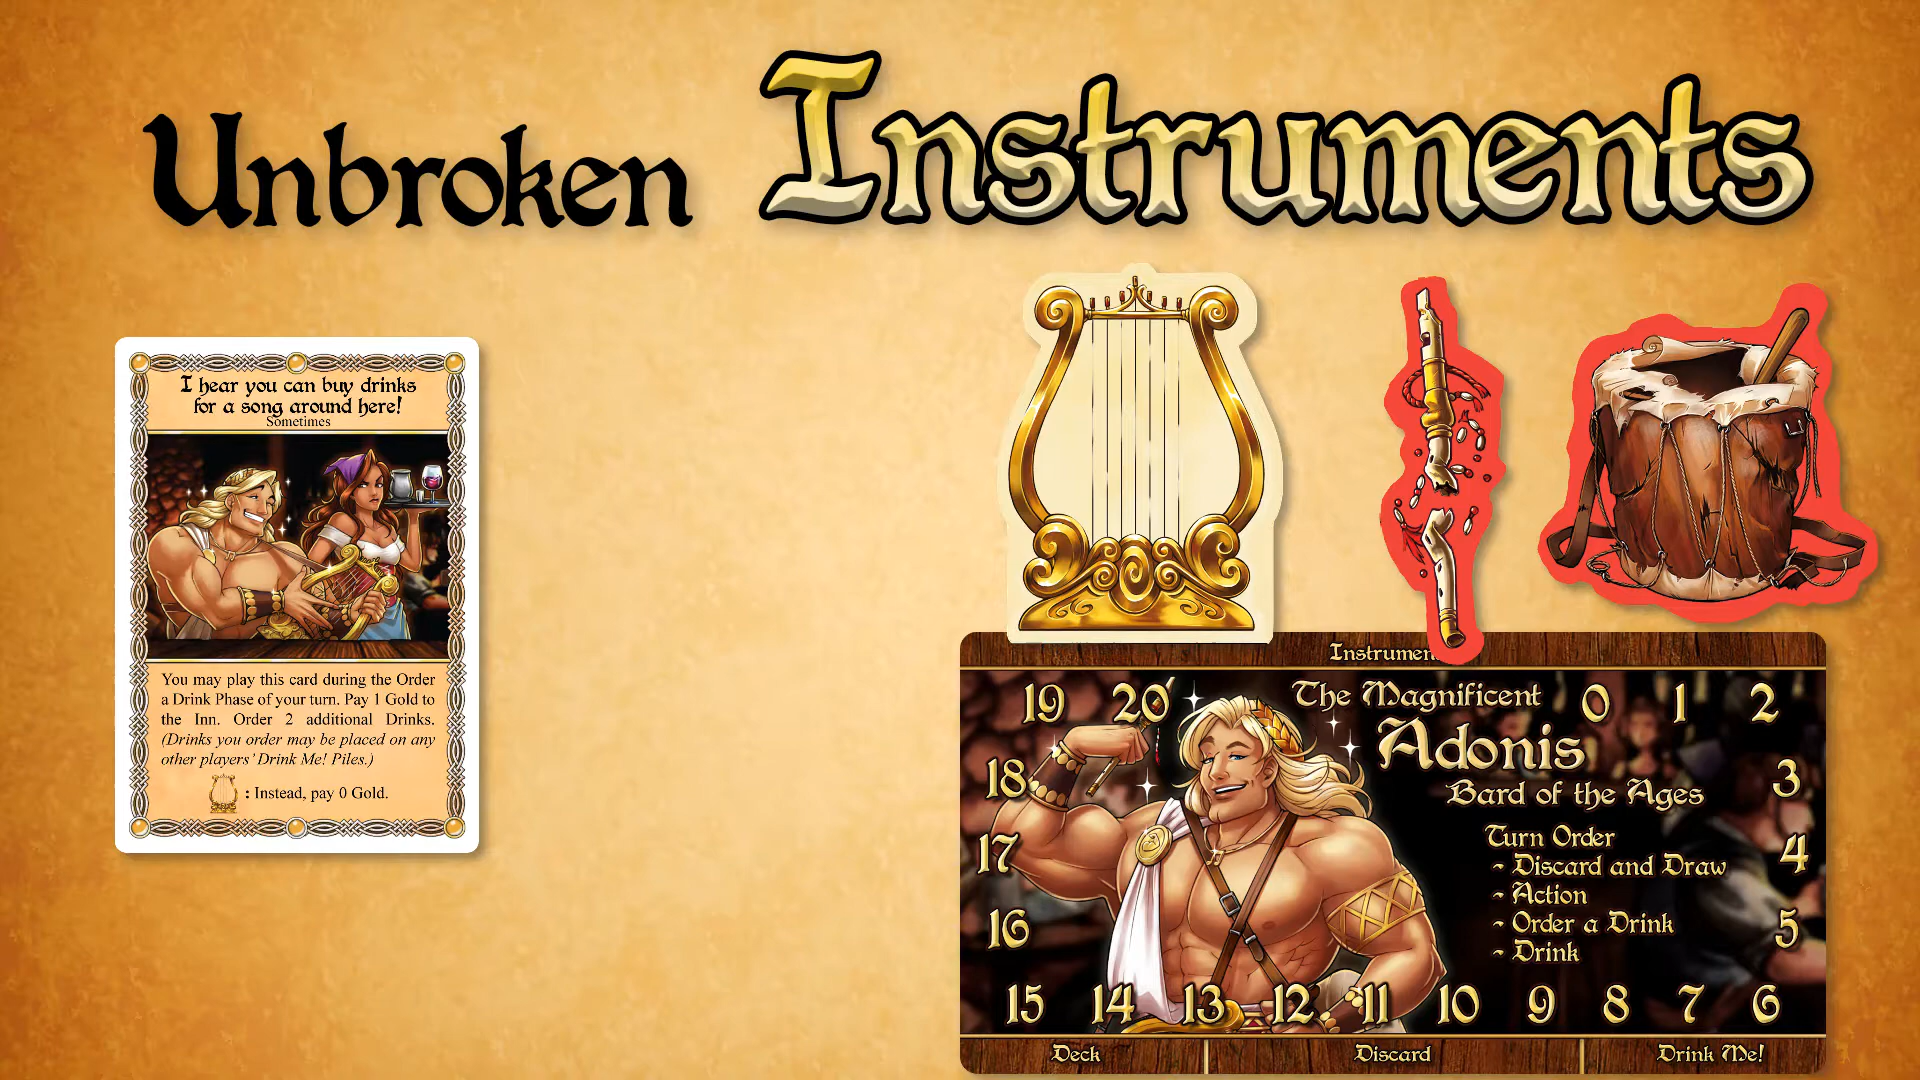 Unbroken Instruments
I hear you can buy drinks
for a song around here!
Sometimes
You may play this card during the Order
a Drink Phase of your turn. Pay 1 Gold to
the Inn. Order 2 additional Drinks.
(Drinks you order may be placed on any
other players' Drink Me! Piles.)
: Instead, pay 0 Gold.
Instrumen
19 20 The Magnificent 0 1 2
Adonis
18 Bard of the Ages 3
Turn Order
17 - Discard and Draw 4
- Action
16 - Order a Drink 5
- Drink
15 14 13 12 11 10 9 8 7 6
Deck Discard Drink Me!